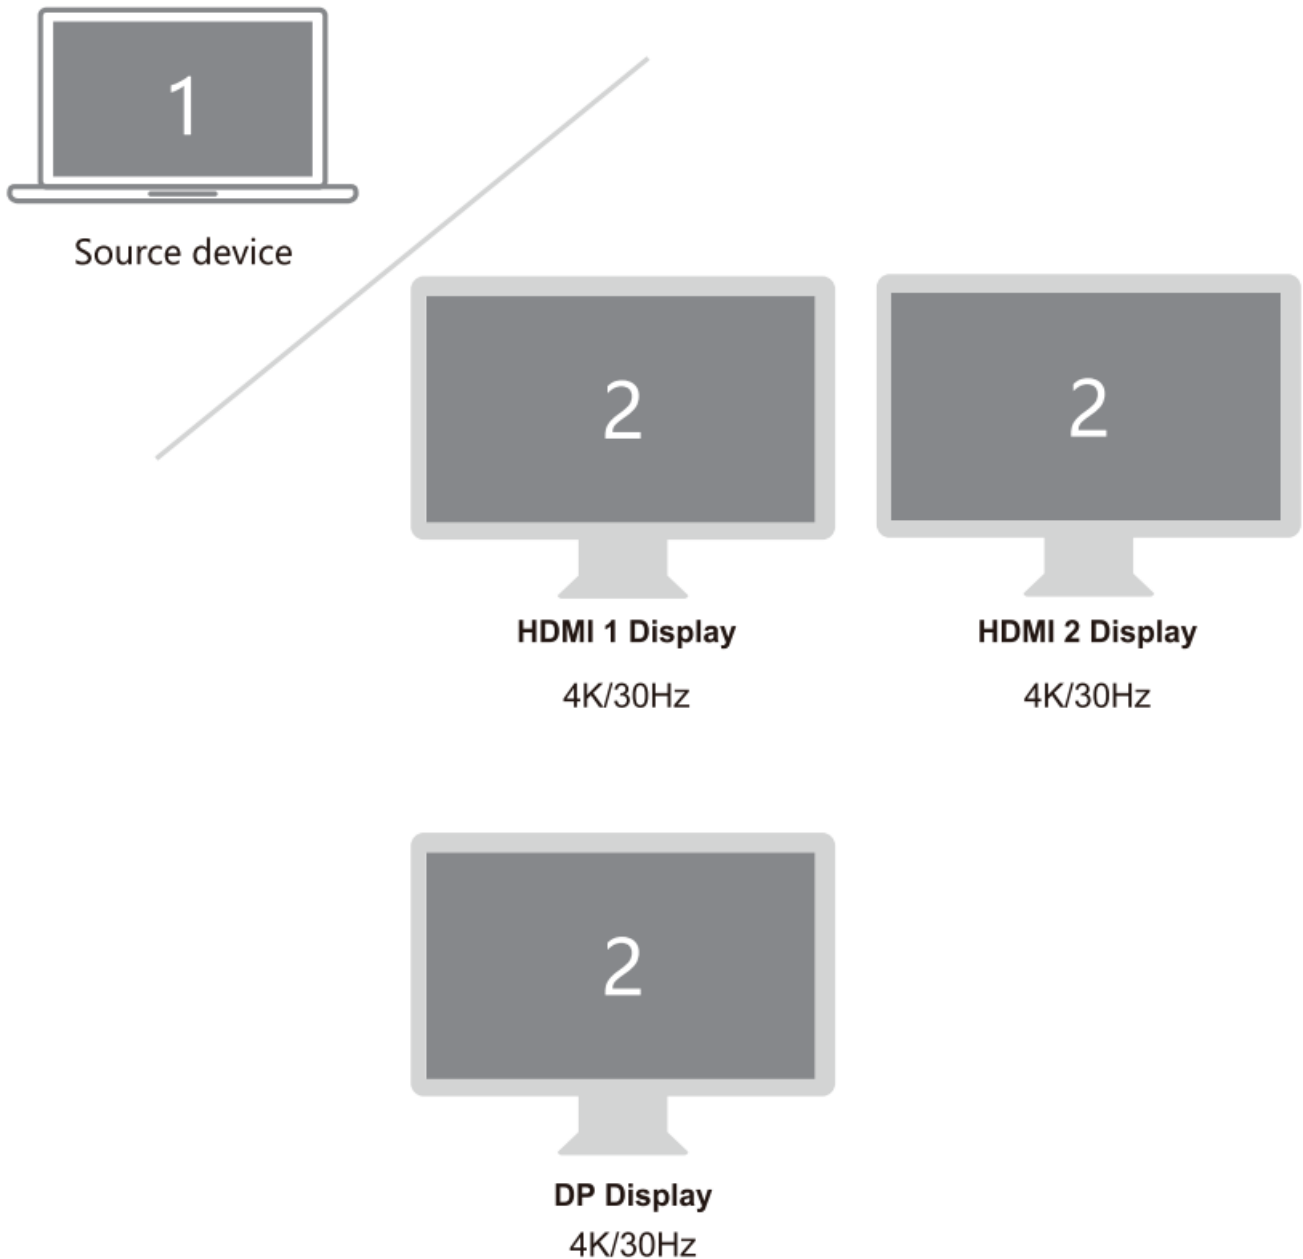 1
Source device
2
2
HDMI 1 Display
HDMI 2 Display
4K/30Hz
4K/30Hz
2
DP Display
4K/30Hz